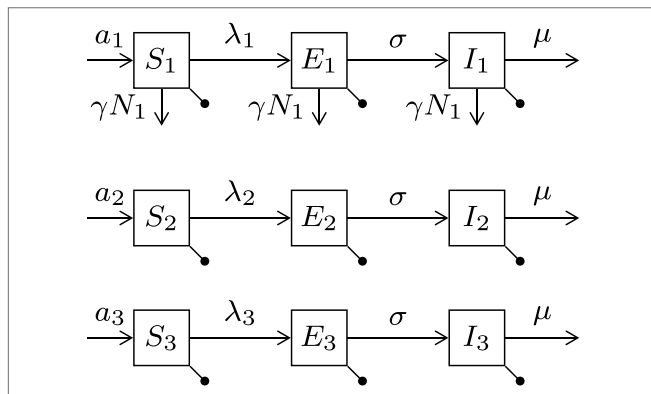 a₁ S₁ λ₁ E₁ σ I₁ μ
γN₁ γN₁ γN₁
a₂ S₂ λ₂ E₂ σ I₂ μ
a₃ S₃ λ₃ E₃ σ I₃ μ